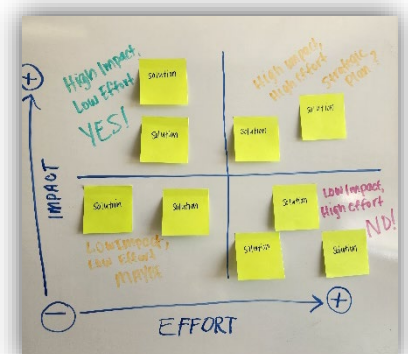 +
High Impact,
Low Effort
YES!
Solution
Solution
High Impact,
High Effort
Strategic
Plan?
Solution
Solution
IMPACT
Solution
Solution
Low Impact,
Low Effort
MAYBE
Solution
Low Impact,
High Effort
NO!
Solution
Solution
−
+
EFFORT